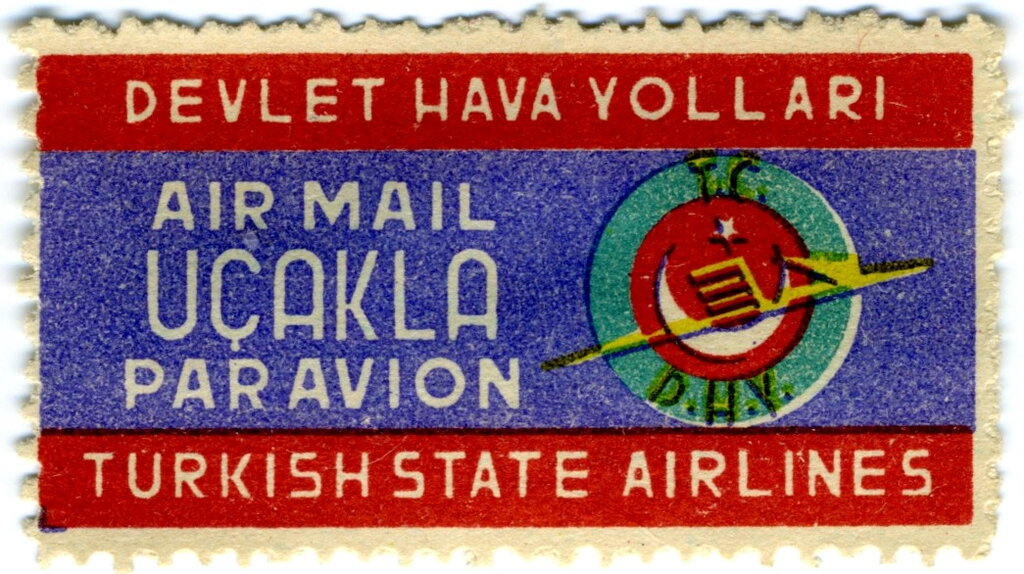 DEVLET HAVA YOLLARI
AIR MAIL
UÇAKLA
PAR AVION
T.C.
D.H.Y.
TURKISH STATE AIRLINES